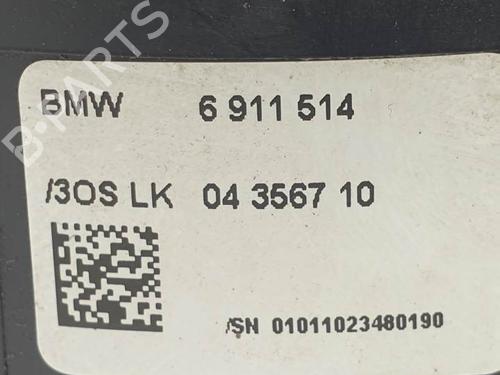 B-PARTS
BMW 6 911 514
/3OS LK 04 3567 10
/SN 01011023480190